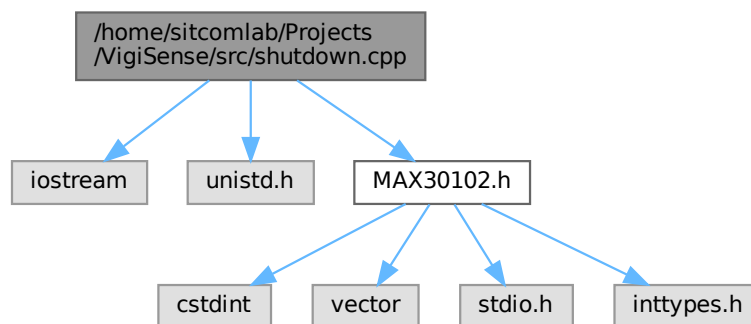 /home/sitcomlab/Projects
/VigiSense/src/shutdown.cpp
iostream
unistd.h
MAX30102.h
cstdint
vector
stdio.h
inttypes.h